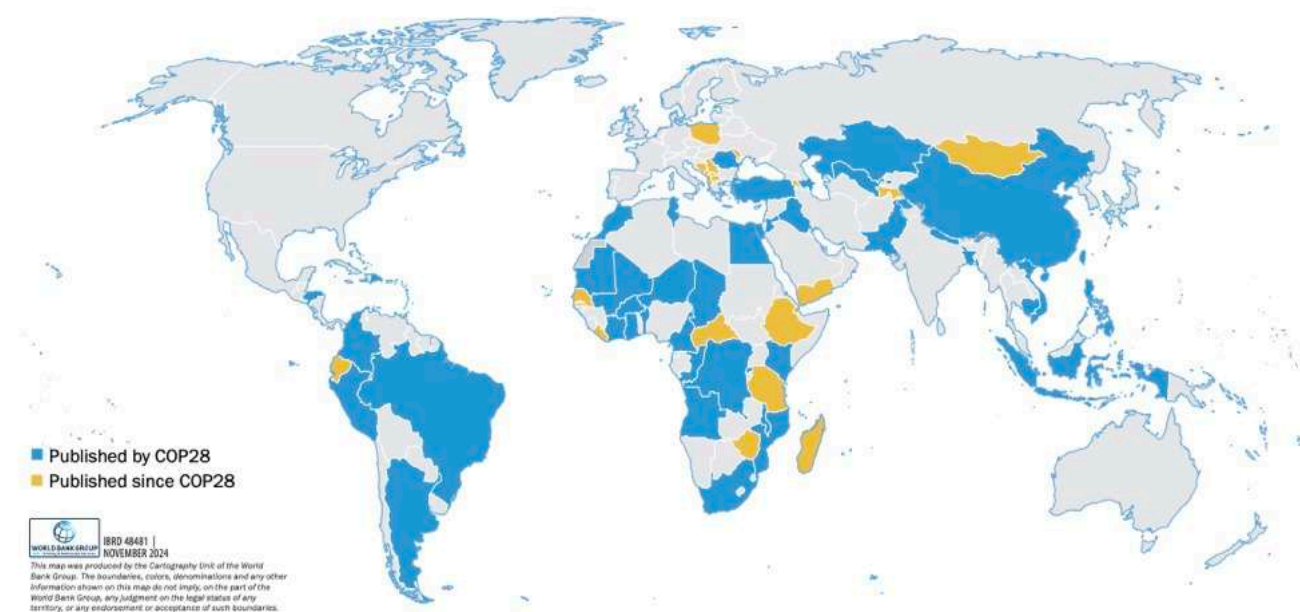 Published by COP28
Published since COP28
WORLD BANK GROUP
IBRD 48481 |
NOVEMBER 2024
This map was produced by the Cartography Unit of the World
Bank Group. The boundaries, colors, denominations and any other
information shown on this map do not imply, on the part of the
World Bank Group, any judgment on the legal status of any
territory, or any endorsement or acceptance of such boundaries.